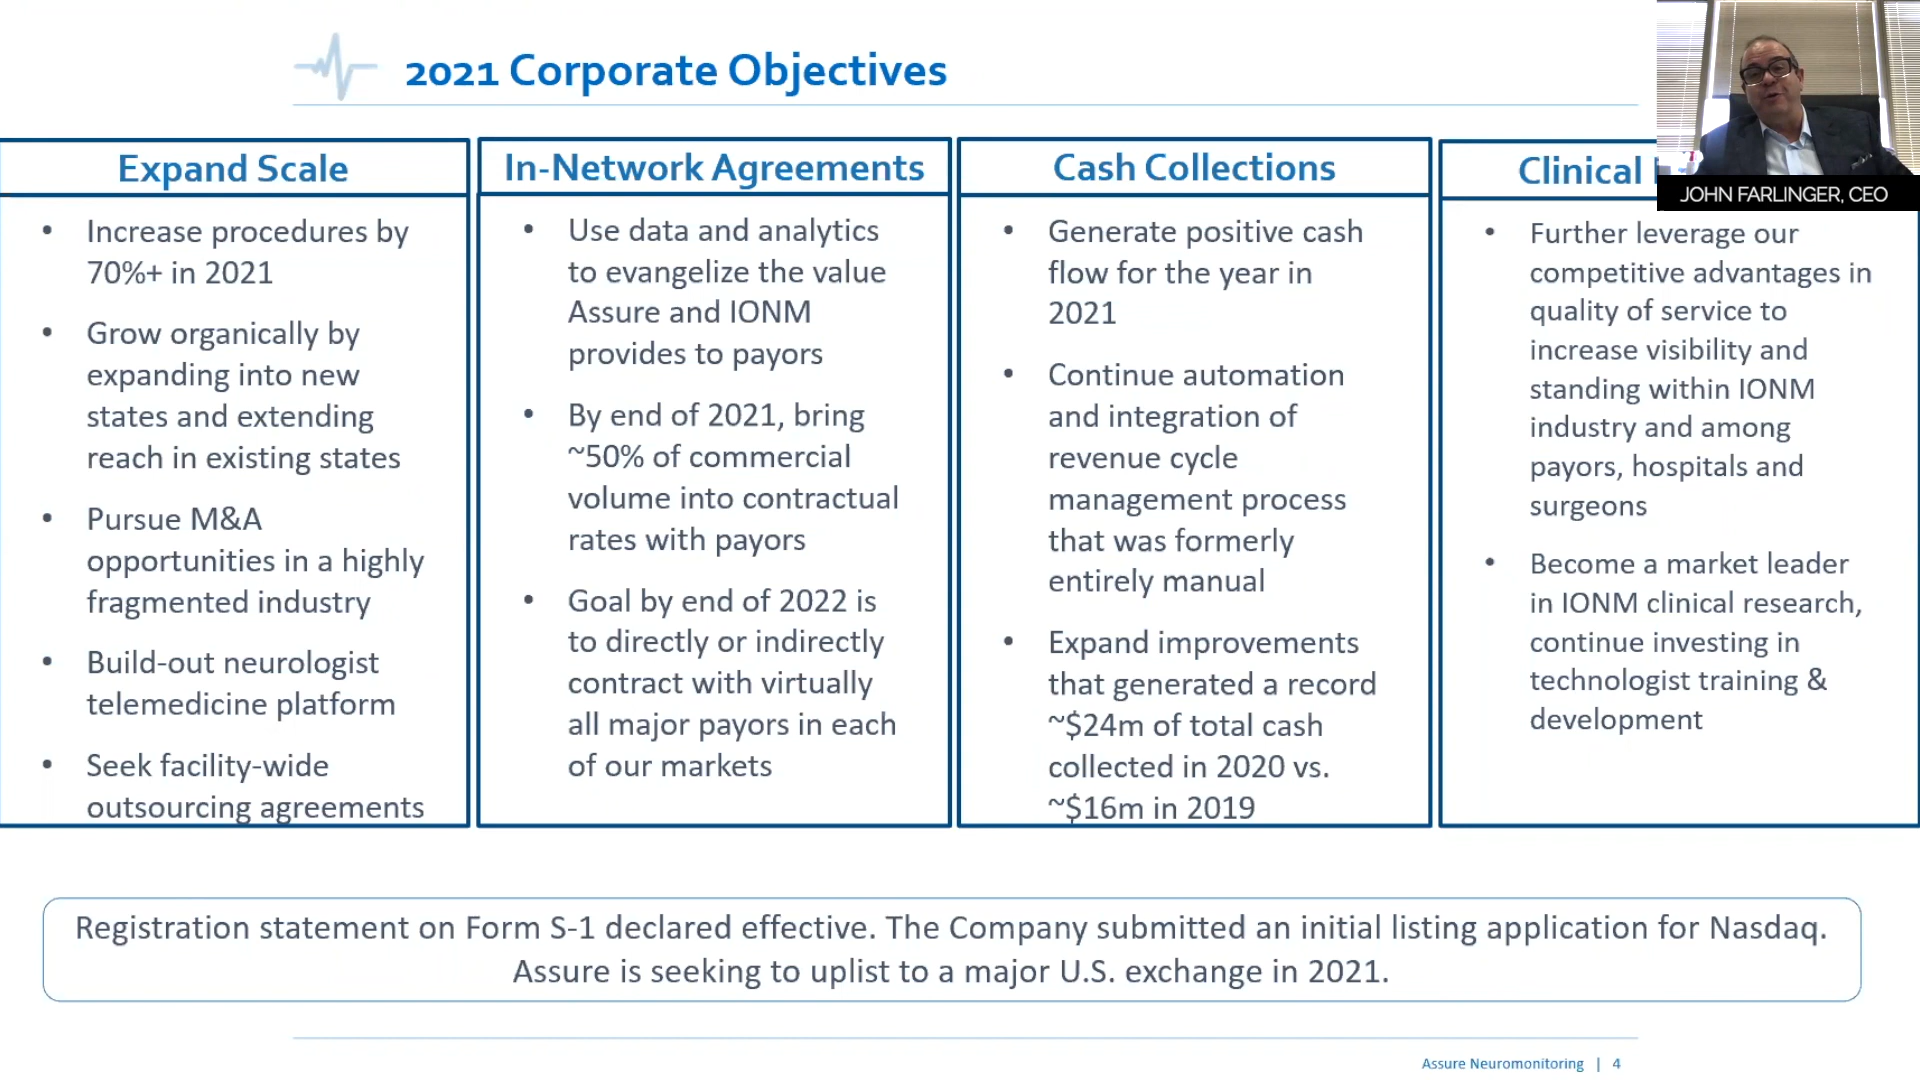 2021 Corporate Objectives
Expand Scale
• Increase procedures by
70%+ in 2021
• Grow organically by
expanding into new
states and extending
reach in existing states
• Pursue M&A
opportunities in a highly
fragmented industry
• Build-out neurologist
telemedicine platform
• Seek facility-wide
outsourcing agreements
In-Network Agreements
• Use data and analytics
to evangelize the value
Assure and IONM
provides to payors
• By end of 2021, bring
~50% of commercial
volume into contractual
rates with payors
• Goal by end of 2022 is
to directly or indirectly
contract with virtually
all major payors in each
of our markets
Cash Collections
• Generate positive cash
flow for the year in
2021
• Continue automation
and integration of
revenue cycle
management process
that was formerly
entirely manual
• Expand improvements
that generated a record
~$24m of total cash
collected in 2020 vs.
~$16m in 2019
Clinical
• Further leverage our
competitive advantages in
quality of service to
increase visibility and
standing within IONM
industry and among
payors, hospitals and
surgeons
• Become a market leader
in IONM clinical research,
continue investing in
technologist training &
development
JOHN FARLINGER, CEO
Registration statement on Form S-1 declared effective. The Company submitted an initial listing application for Nasdaq.
Assure is seeking to uplist to a major U.S. exchange in 2021.
Assure Neuromonitoring | 4